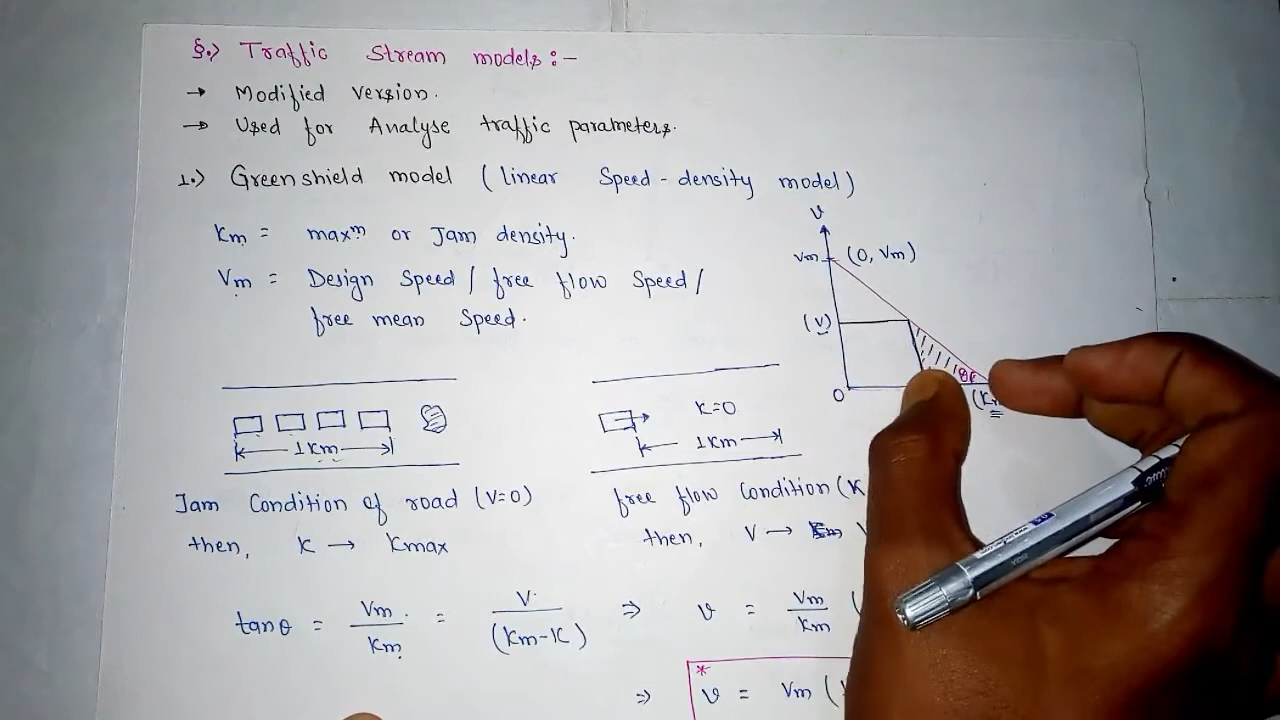 §.) Traffic Stream models :-
→ Modified version.
→ Used for Analyse traffic parameters.
1.) Greenshield model (linear Speed - density model)
Km = maxᵐ or Jam density.
Vm = Design Speed / free flow Speed /
free mean Speed.
v
Vm (0, Vm)
(V)
θ
0
(K
K=0
1Km
1Km
Jam Condition of road (V=0)
then, K → Kmax
free flow Condition (K
then, V →
tanθ = Vm/Km = V/(Km-K) ⇒ v = Vm/Km (
*
⇒ v = Vm (